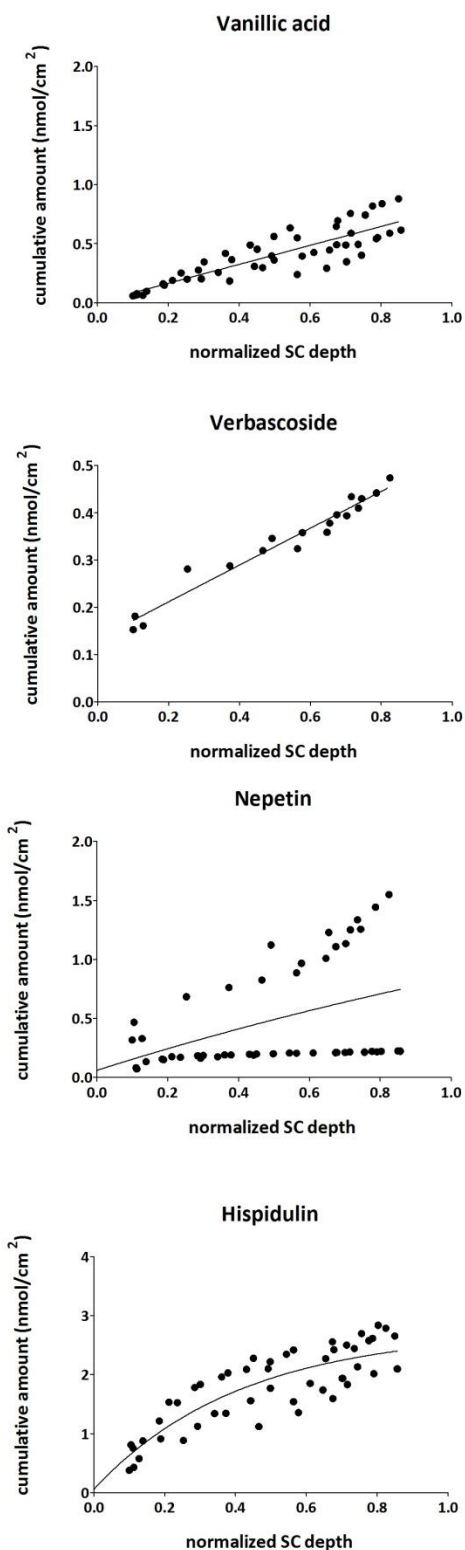 Vanillic acid
cumulative amount (nmol/cm 2)
2.0
1.5
1.0
0.5
0.0
0.0 0.2 0.4 0.6 0.8 1.0
normalized SC depth
Verbascoside
cumulative amount (nmol/cm 2)
0.5
0.4
0.3
0.2
0.1
0.0
0.0 0.2 0.4 0.6 0.8 1.0
normalized SC depth
Nepetin
cumulative amount (nmol/cm 2)
2.0
1.5
1.0
0.5
0.0
0.0 0.2 0.4 0.6 0.8 1.0
normalized SC depth
Hispidulin
cumulative amount (nmol/cm 2)
4
3
2
1
0
0.0 0.2 0.4 0.6 0.8 1.0
normalized SC depth